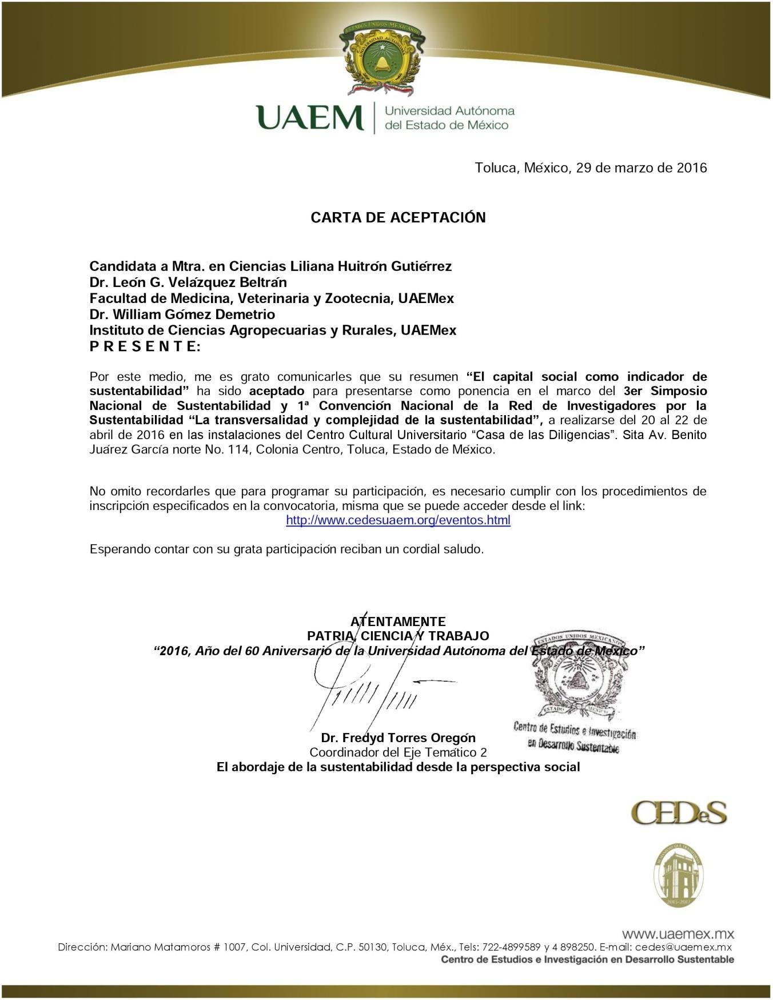 ESTADOS UNIDOS MEXICANOS
UNIVERSIDAD AUTONOMA
UAEM
Universidad Autónoma
del Estado de México
Toluca, México, 29 de marzo de 2016
CARTA DE ACEPTACIÓN
Candidata a Mtra. en Ciencias Liliana Huitrón Gutiérrez
Dr. León G. Velázquez Beltrán
Facultad de Medicina, Veterinaria y Zootecnia, UAEMex
Dr. William Gómez Demetrio
Instituto de Ciencias Agropecuarias y Rurales, UAEMex
P R E S E N T E:
Por este medio, me es grato comunicarles que su resumen “El capital social como indicador de
sustentabilidad” ha sido aceptado para presentarse como ponencia en el marco del 3er Simposio
Nacional de Sustentabilidad y 1ª Convención Nacional de la Red de Investigadores por la
Sustentabilidad “La transversalidad y complejidad de la sustentabilidad”, a realizarse del 20 al 22 de
abril de 2016 en las instalaciones del Centro Cultural Universitario “Casa de las Diligencias”. Sita Av. Benito
Juárez García norte No. 114, Colonia Centro, Toluca, Estado de México.
No omito recordarles que para programar su participación, es necesario cumplir con los procedimientos de
inscripción especificados en la convocatoria, misma que se puede acceder desde el link:
http://www.cedesuaem.org/eventos.html
Esperando contar con su grata participación reciban un cordial saludo.
ATENTAMENTE
PATRIA, CIENCIA Y TRABAJO
“2016, Año del 60 Aniversario de la Universidad Autónoma del Estado de México”
ESTADOS UNIDOS MEXICANOS
ESTADO MEXICO
Centro de Estudios e Investigación
en Desarrollo Sustentable
Dr. Fredyd Torres Oregón
Coordinador del Eje Temático 2
El abordaje de la sustentabilidad desde la perspectiva social
CEDeS
HUMANISMO QUE TRANSFORMA
2013-2017
www.uaemex.mx
Dirección: Mariano Matamoros # 1007, Col. Universidad, C.P. 50130, Toluca, Méx., Tels: 722-4899589 y 4 898250. E-mail: cedes@uaemex.mx
Centro de Estudios e Investigación en Desarrollo Sustentable